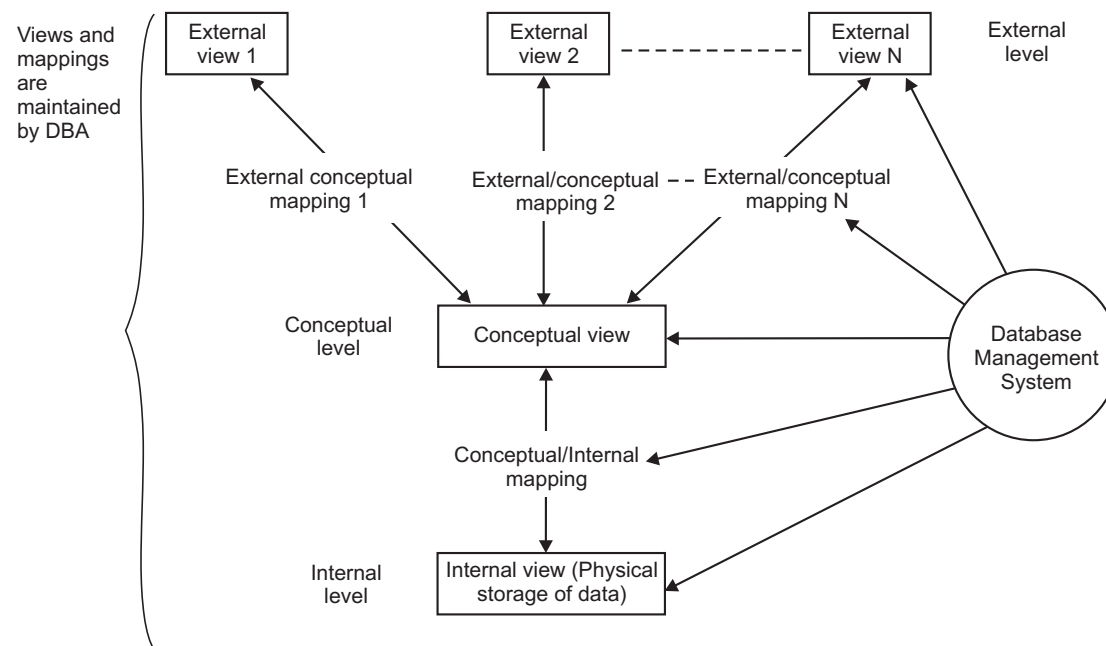 Views and
mappings
are
maintained
by DBA
External
view 1
External
view 2
External
view N
External
level
External conceptual
mapping 1
External/conceptual
mapping 2
External/conceptual
mapping N
Conceptual
level
Conceptual view
Database
Management
System
Conceptual/Internal
mapping
Internal
level
Internal view (Physical
storage of data)